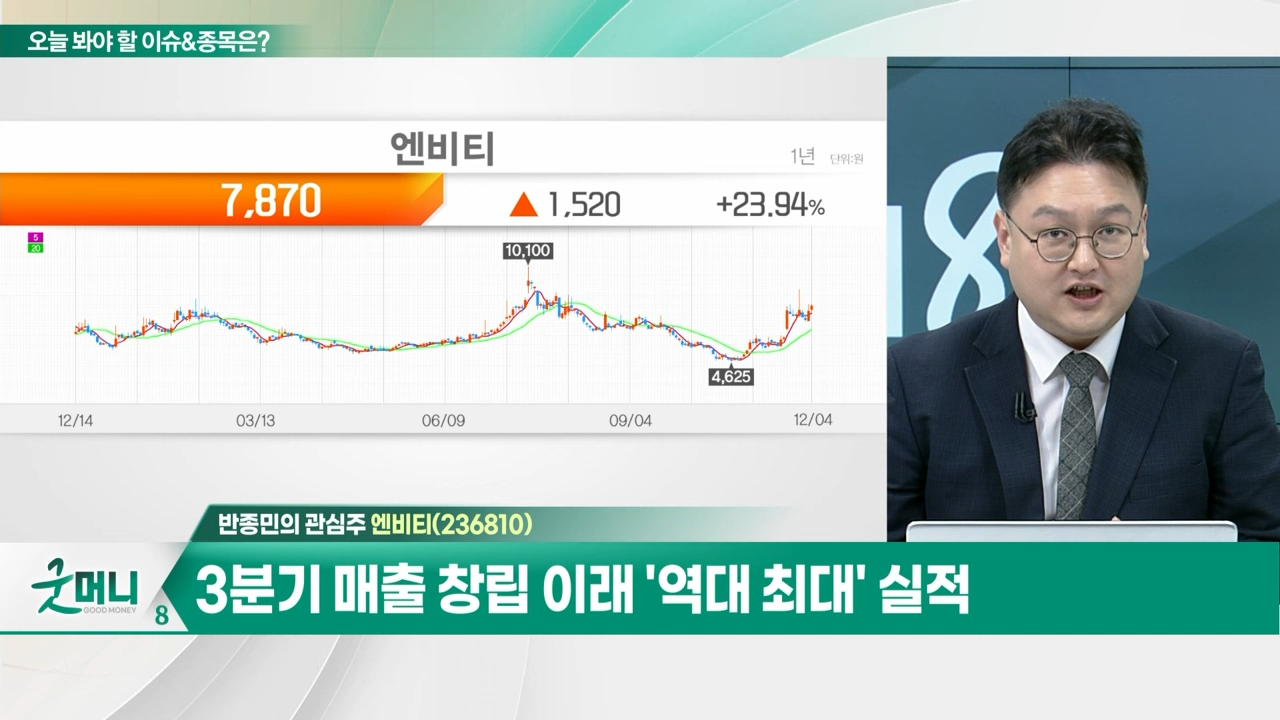 오늘 봐야 할 이슈&종목은?
엔비티
1년 단위:원
7,870 ▲ 1,520 +23.94%
5
20
10,100
4,625
12/14 03/13 06/09 09/04 12/04
8
반종민의 관심주 엔비티(236810)
굿머니
GOOD MONEY
8
3분기 매출 창립 이래 '역대 최대' 실적